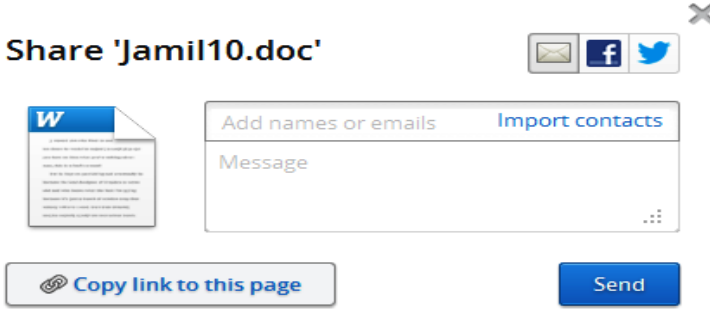 Share 'Jamil10.doc'
f
W
Add names or emails Import contacts
Message
Copy link to this page Send